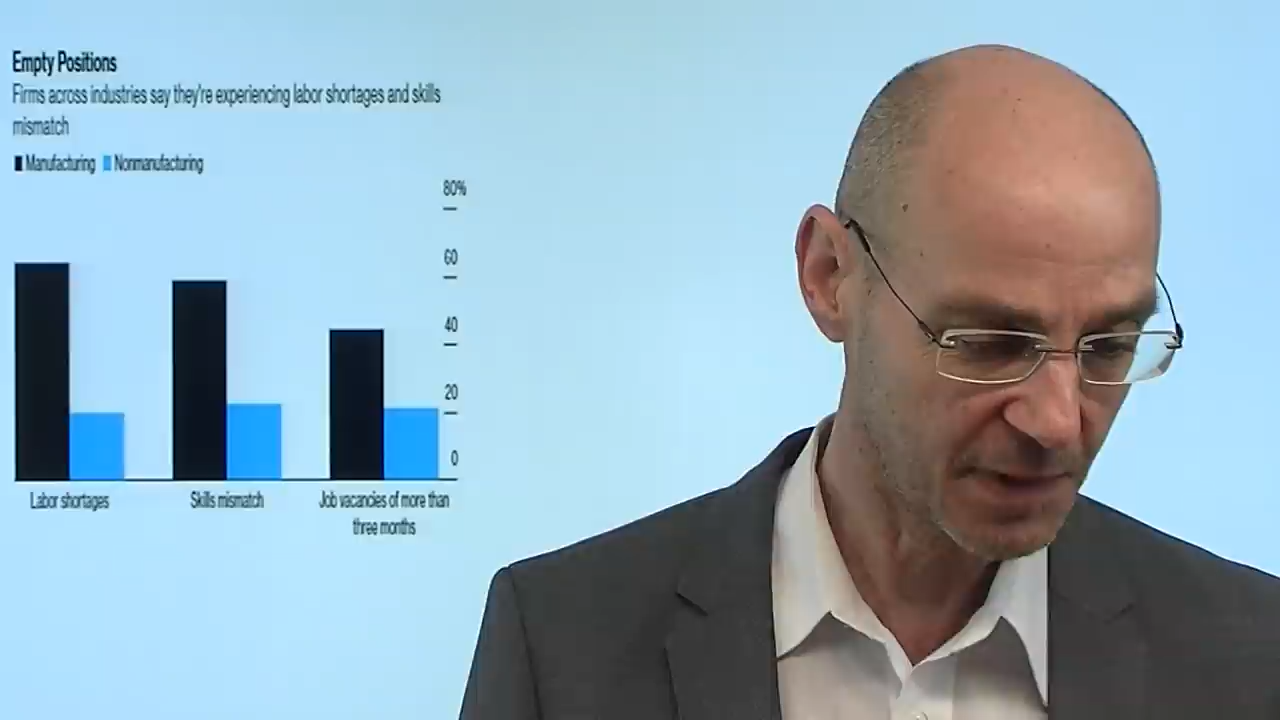 Empty Positions
Firms across industries say they're experiencing labor shortages and skills
mismatch
Manufacturing Nonmanufacturing
80%
60
40
20
0
Labor shortages Skills mismatch Job vacancies of more than
three months